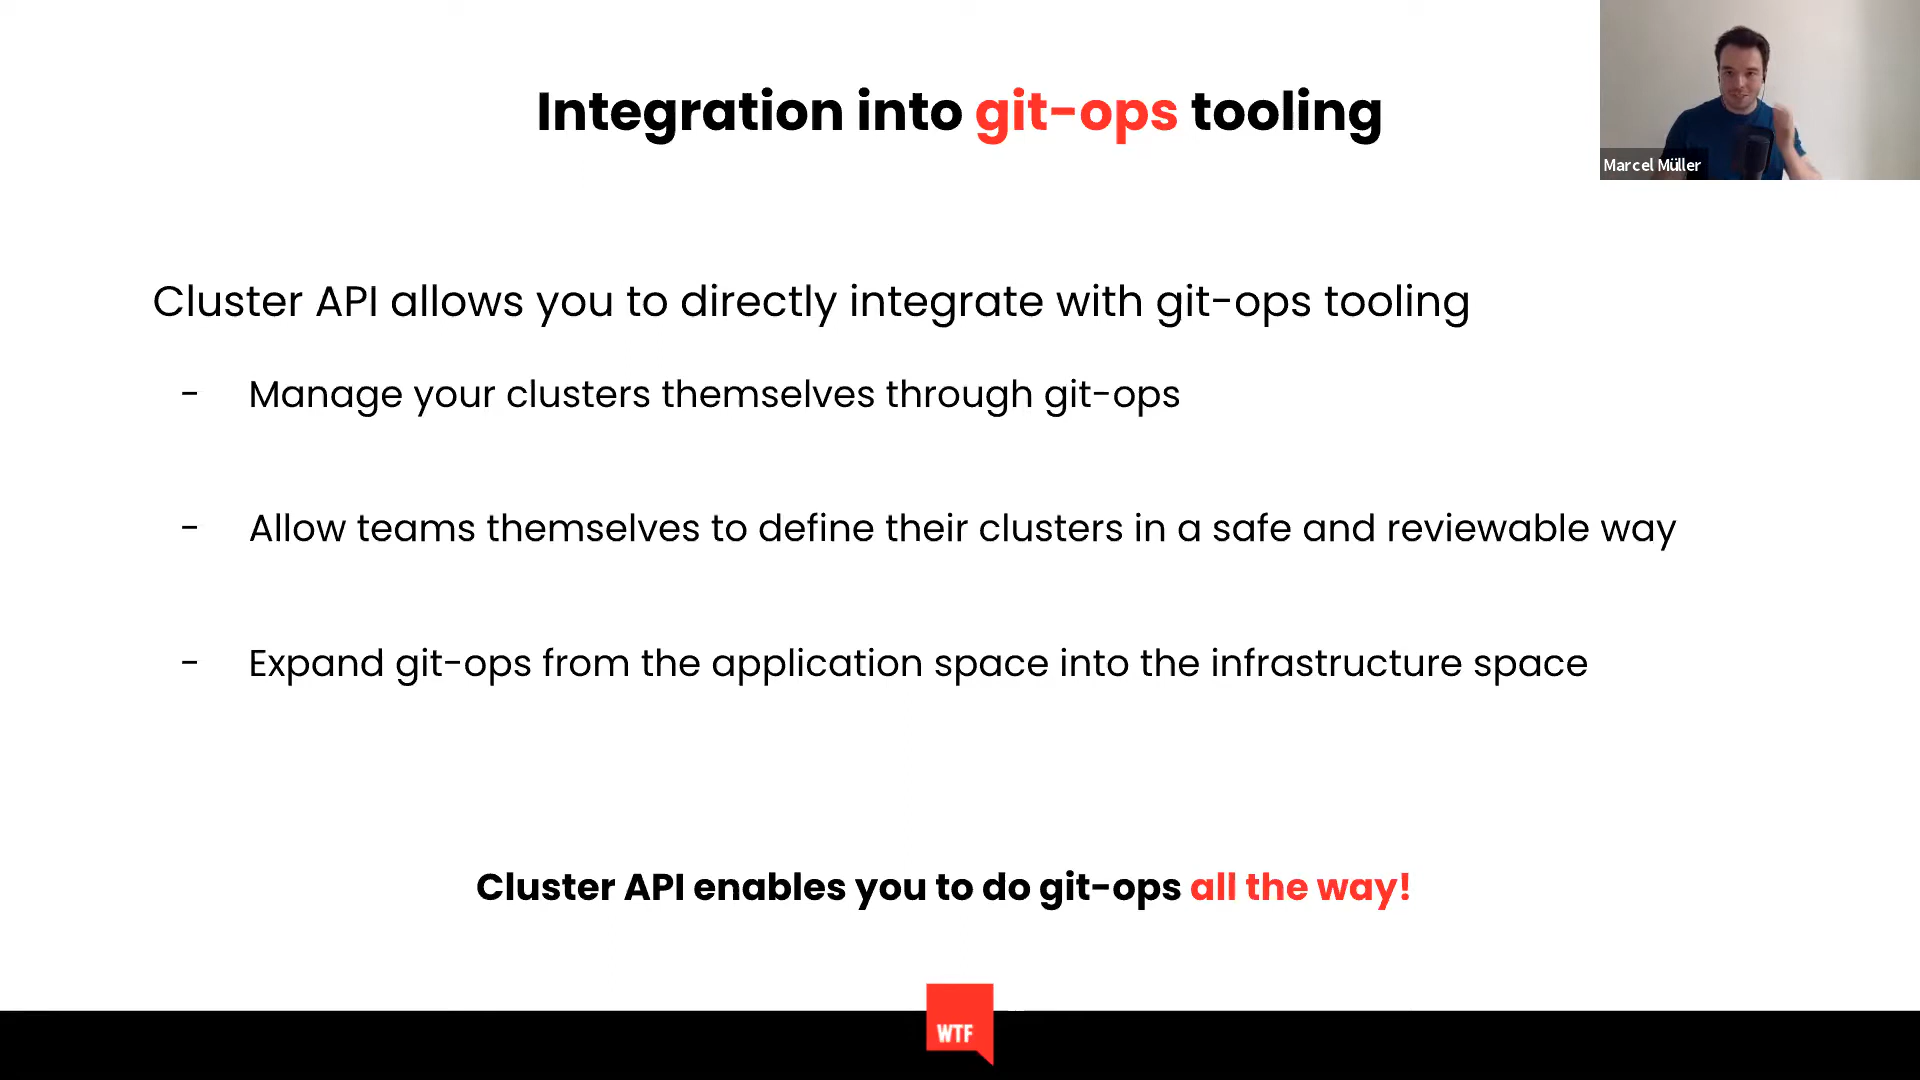 Integration into git-ops tooling
Marcel Müller
Cluster API allows you to directly integrate with git-ops tooling
- Manage your clusters themselves through git-ops
- Allow teams themselves to define their clusters in a safe and reviewable way
- Expand git-ops from the application space into the infrastructure space
Cluster API enables you to do git-ops all the way!
WTF